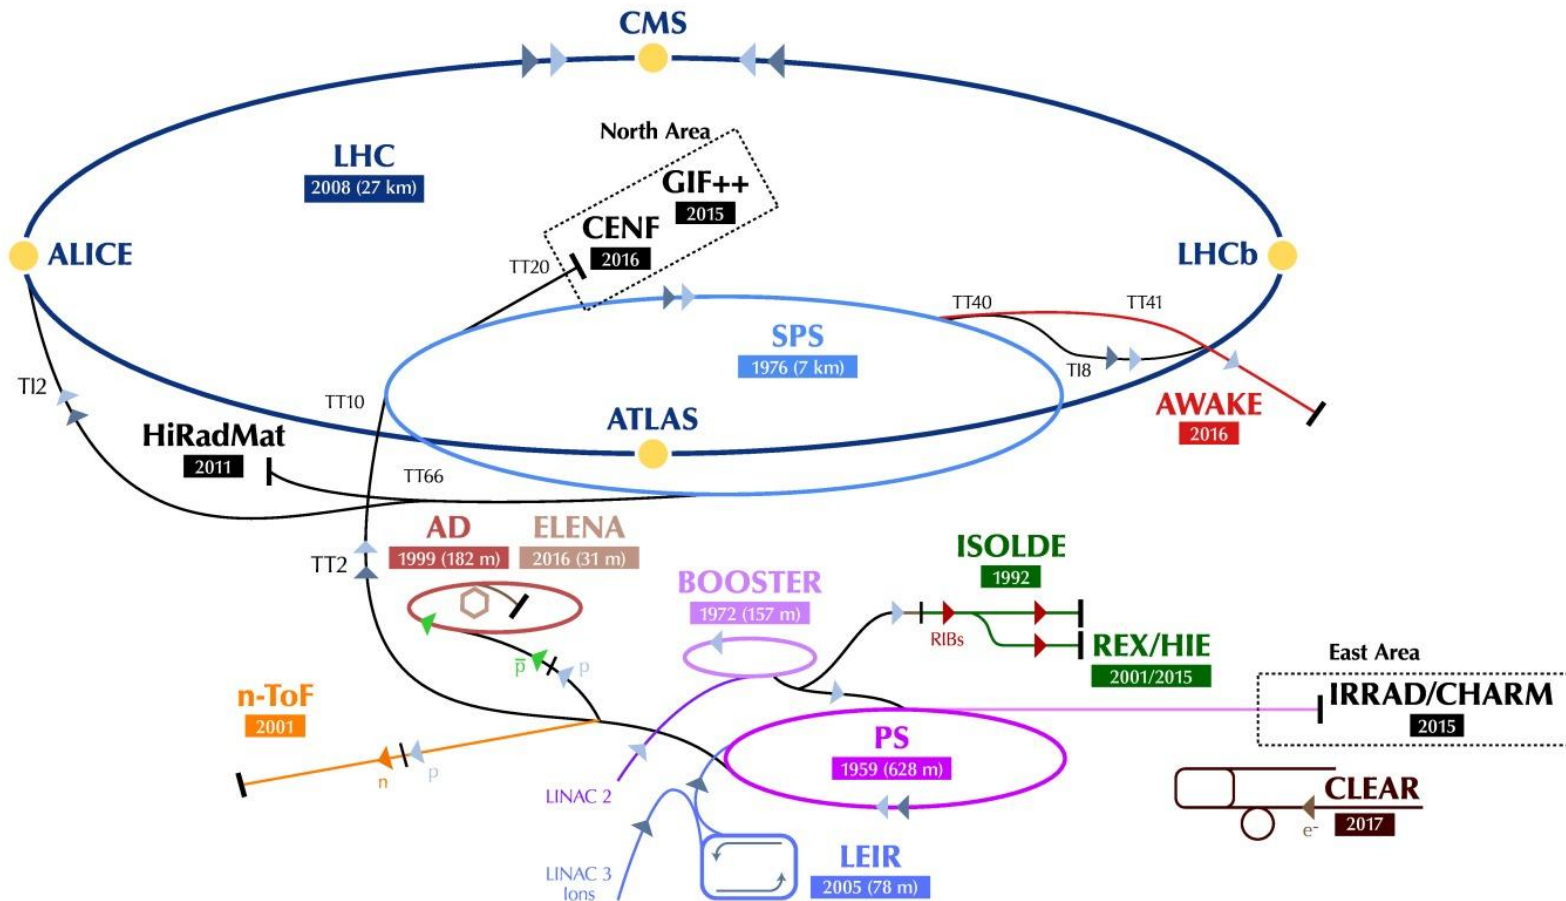 CMS
North Area
LHC
2008 (27 km)
GIF++
2015
CENF
2016
ALICE
LHCb
TT20
TT40
TT41
SPS
1976 (7 km)
TI8
TI2
TT10
ATLAS
AWAKE
2016
HiRadMat
2011
TT66
AD
1999 (182 m)
ELENA
2016 (31 m)
TT2
ISOLDE
1992
BOOSTER
1972 (157 m)
RIBs
REX/HIE
2001/2015
p̅
p
East Area
IRRAD/CHARM
2015
n-ToF
2001
n
p
PS
1959 (628 m)
LINAC 2
CLEAR
2017
e-
LEIR
2005 (78 m)
LINAC 3
Ions